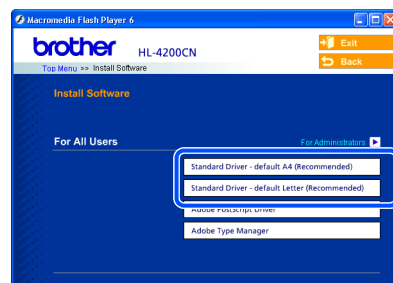 Macromedia Flash Player 6
brother HL-4200CN
Exit
Back
Top Menu >> Install Software
Install Software
For All Users
For Administrators
Standard Driver - default A4 (Recommended)
Standard Driver - default Letter (Recommended)
Adobe PostScript Driver
Adobe Type Manager